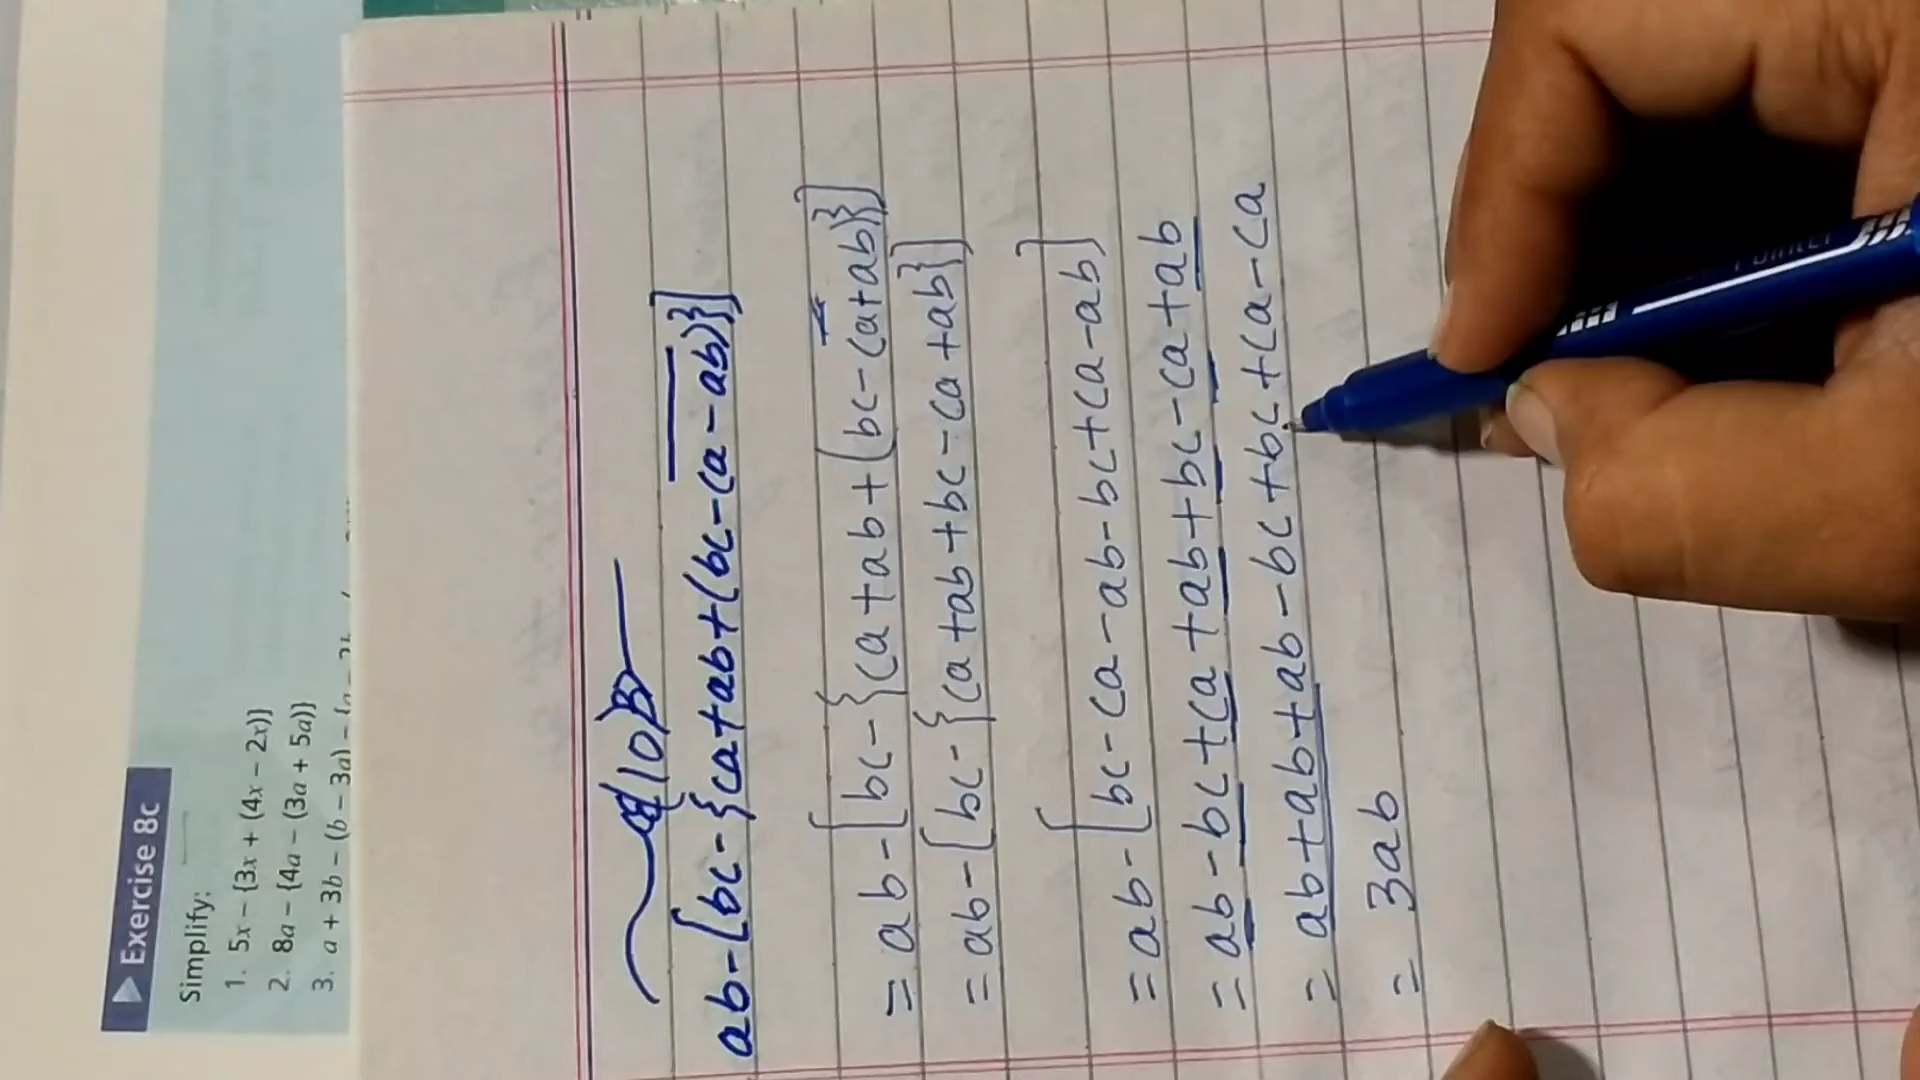 Exercise 8c
Simplify:
1. 5x − {3x + (4x − 2x)}
2. 8a − {4a − (3a + 5a)}
3. a + 3b − (b − 3a) −
(10)
ab-[bc-{ca+ab+(bc-ca-ab)}]
= ab-[bc-{ca+ab+(bc-ca+ab)}]
= ab-[bc-{ca+ab+bc-ca+ab}]
= ab-[bc-ca-ab-bc+ca-ab]
= ab-bc+ca+ab+bc-ca+ab
= ab+ab+ab-bc+bc+ca-ca
= 3ab